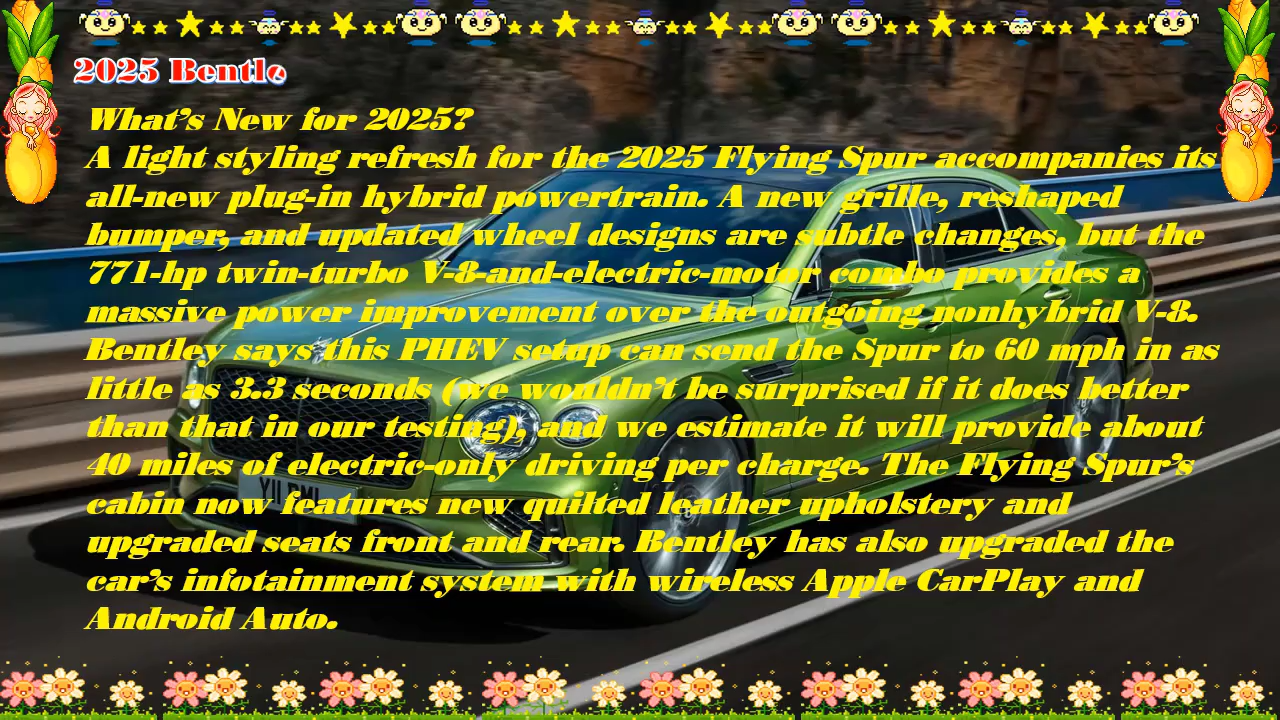 2025 Bentle
What's New for 2025?
A light styling refresh for the 2025 Flying Spur accompanies its
all-new plug-in hybrid powertrain. A new grille, reshaped
bumper, and updated wheel designs are subtle changes, but the
771-hp twin-turbo V-8-and-electric-motor combo provides a
massive power improvement over the outgoing nonhybrid V-8.
Bentley says this PHEV setup can send the Spur to 60 mph in as
little as 3.3 seconds (we wouldn't be surprised if it does better
than that in our testing), and we estimate it will provide about
40 miles of electric-only driving per charge. The Flying Spur's
cabin now features new quilted leather upholstery and
upgraded seats front and rear. Bentley has also upgraded the
car's infotainment system with wireless Apple CarPlay and
Android Auto.